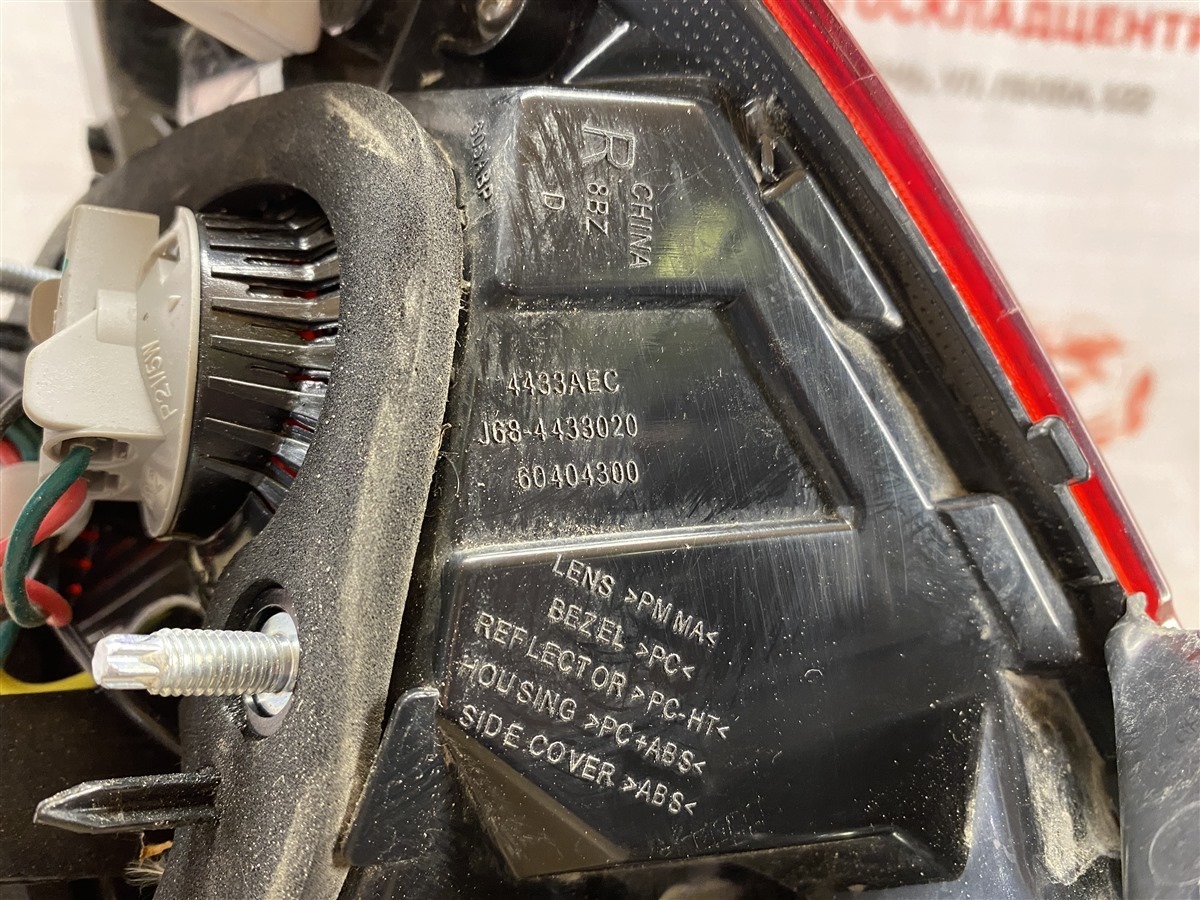 ОСКЛАДЦЕНТ
CHINA
R 8BZ
D
P21/5W
4433AEC
J68-4433020
60404300
LENS >PMMA<
BEZEL >PC<
REFLECTOR >PC-HT<
HOUSING >PC+ABS<
SIDE COVER >ABS<